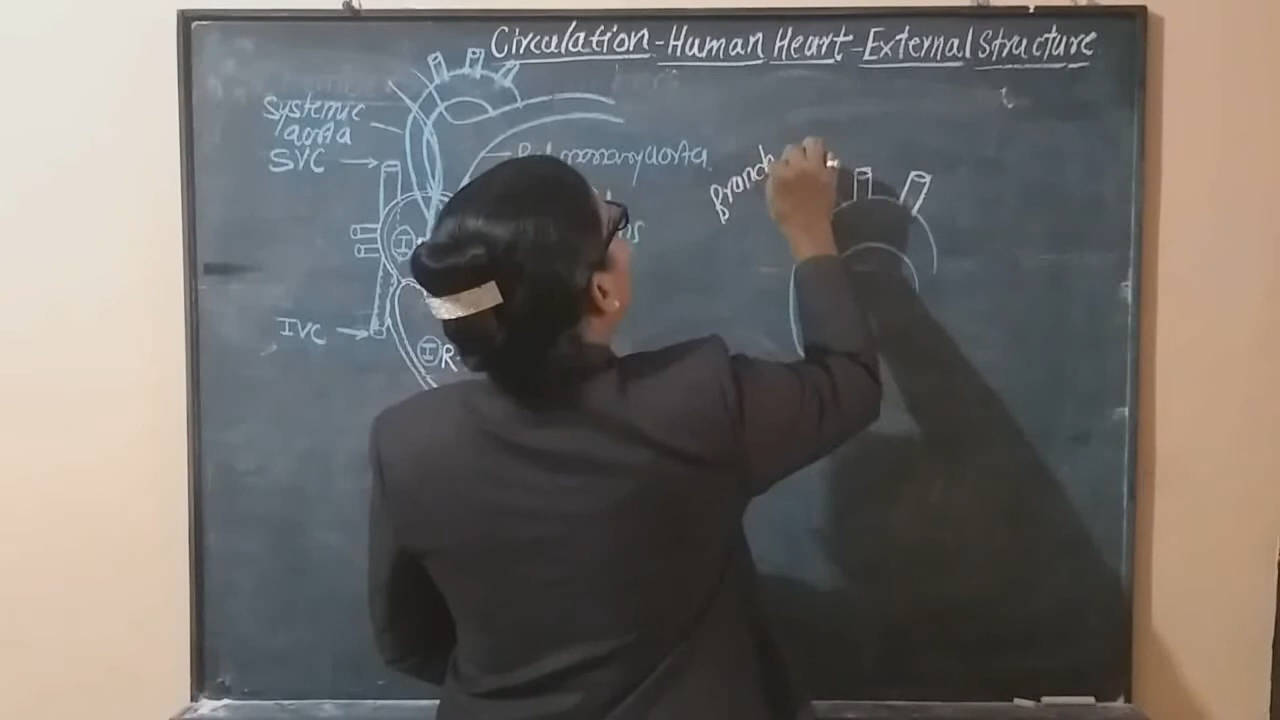 Circulation - Human Heart - External Structure
Systemic
aorta
SVC
Pulmonary aorta
IVC
I
I R
Branch